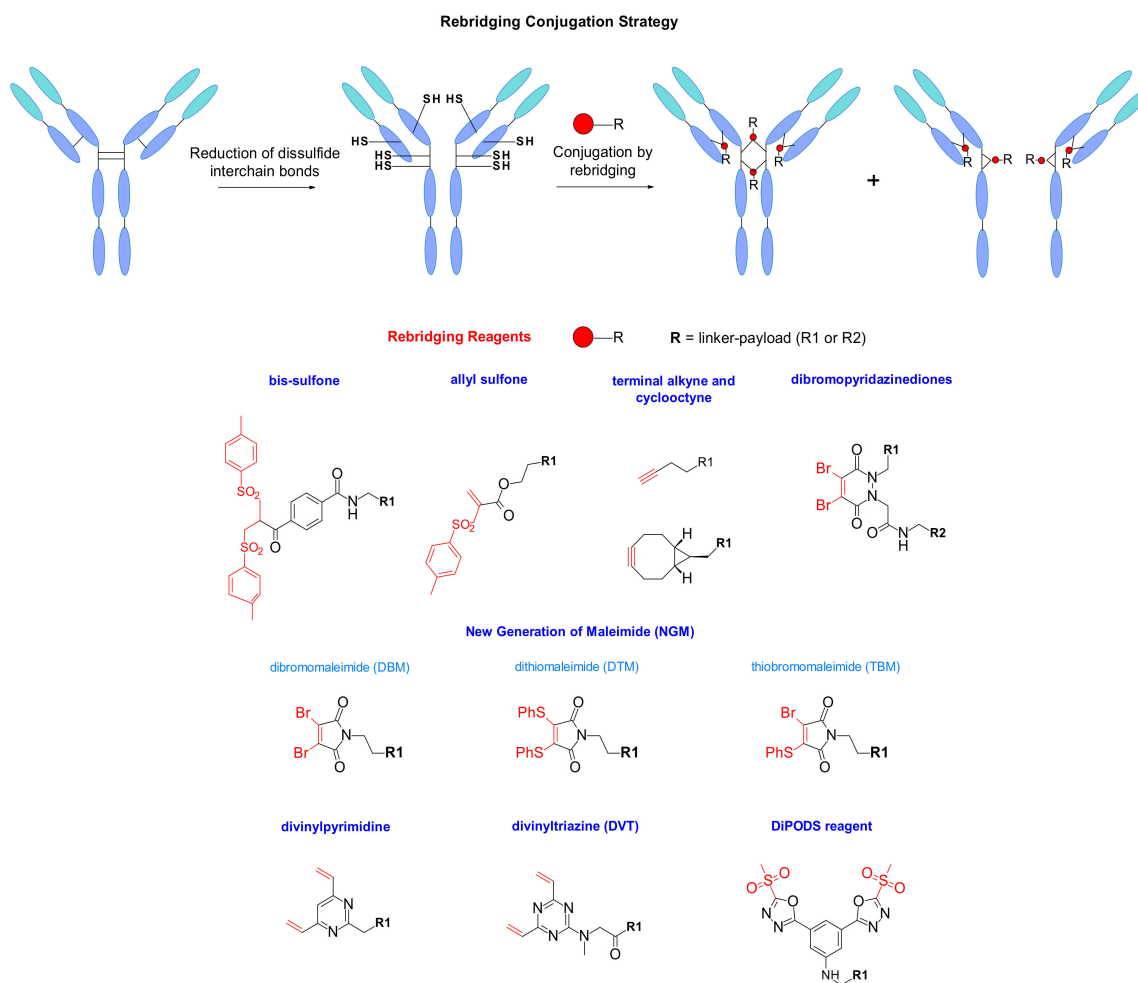 Rebridging Conjugation Strategy
SH HS
HS SH
HS SH
HS SH
Reduction of dissulfide
interchain bonds
R
Conjugation by
rebridging
R
R R
R
+
R R
R R
Rebridging Reagents
R
R = linker-payload (R1 or R2)
bis-sulfone
allyl sulfone
terminal alkyne and
cyclooctyne
dibromopyridazinediones
SO2
O
N
H
R1
O
SO2
R1
O
O
SO2
R1
H
R1
H
R1
O
Br
N
Br
N
O
O
N
H
R2
New Generation of Maleimide (NGM)
dibromomaleimide (DBM)
dithiomaleimide (DTM)
thiobromomaleimide (TBM)
O
Br
N
Br
O
R1
O
PhS
N
PhS
O
R1
O
Br
N
PhS
O
R1
divinylpyrimidine
divinyltriazine (DVT)
DiPODS reagent
N
N
R1
N N
N
N
R1
O
O
S
O
O
S
O
O
N
N
O
N
N
NH
R1